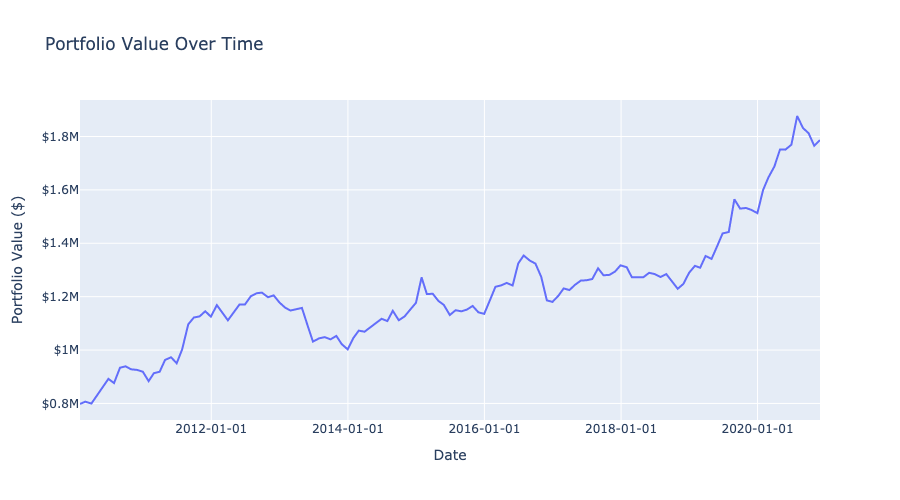 Portfolio Value Over Time
Portfolio Value ($)
$1.8M
$1.6M
$1.4M
$1.2M
$1M
$0.8M
2012-01-01
2014-01-01
2016-01-01
2018-01-01
2020-01-01
Date